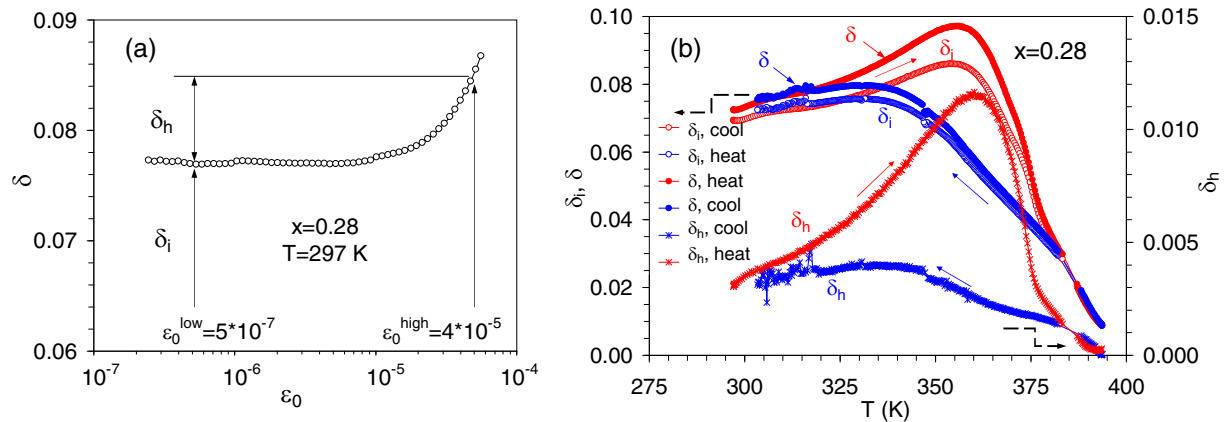 (a)
0.09
0.08
0.07
0.06
δ
δh
δi
x=0.28
T=297 K
ε0low=5*10-7
ε0high=4*10-5
10-7
10-6
10-5
10-4
ε0
(b)
x=0.28
0.10
0.08
0.06
0.04
0.02
0.00
δi, δ
0.015
0.010
0.005
0.000
δh
δ
δi
δ
δi
δi, cool
δi, heat
δ, heat
δ, cool
δh, cool
δh, heat
δh
δh
275
300
325
350
375
400
T (K)